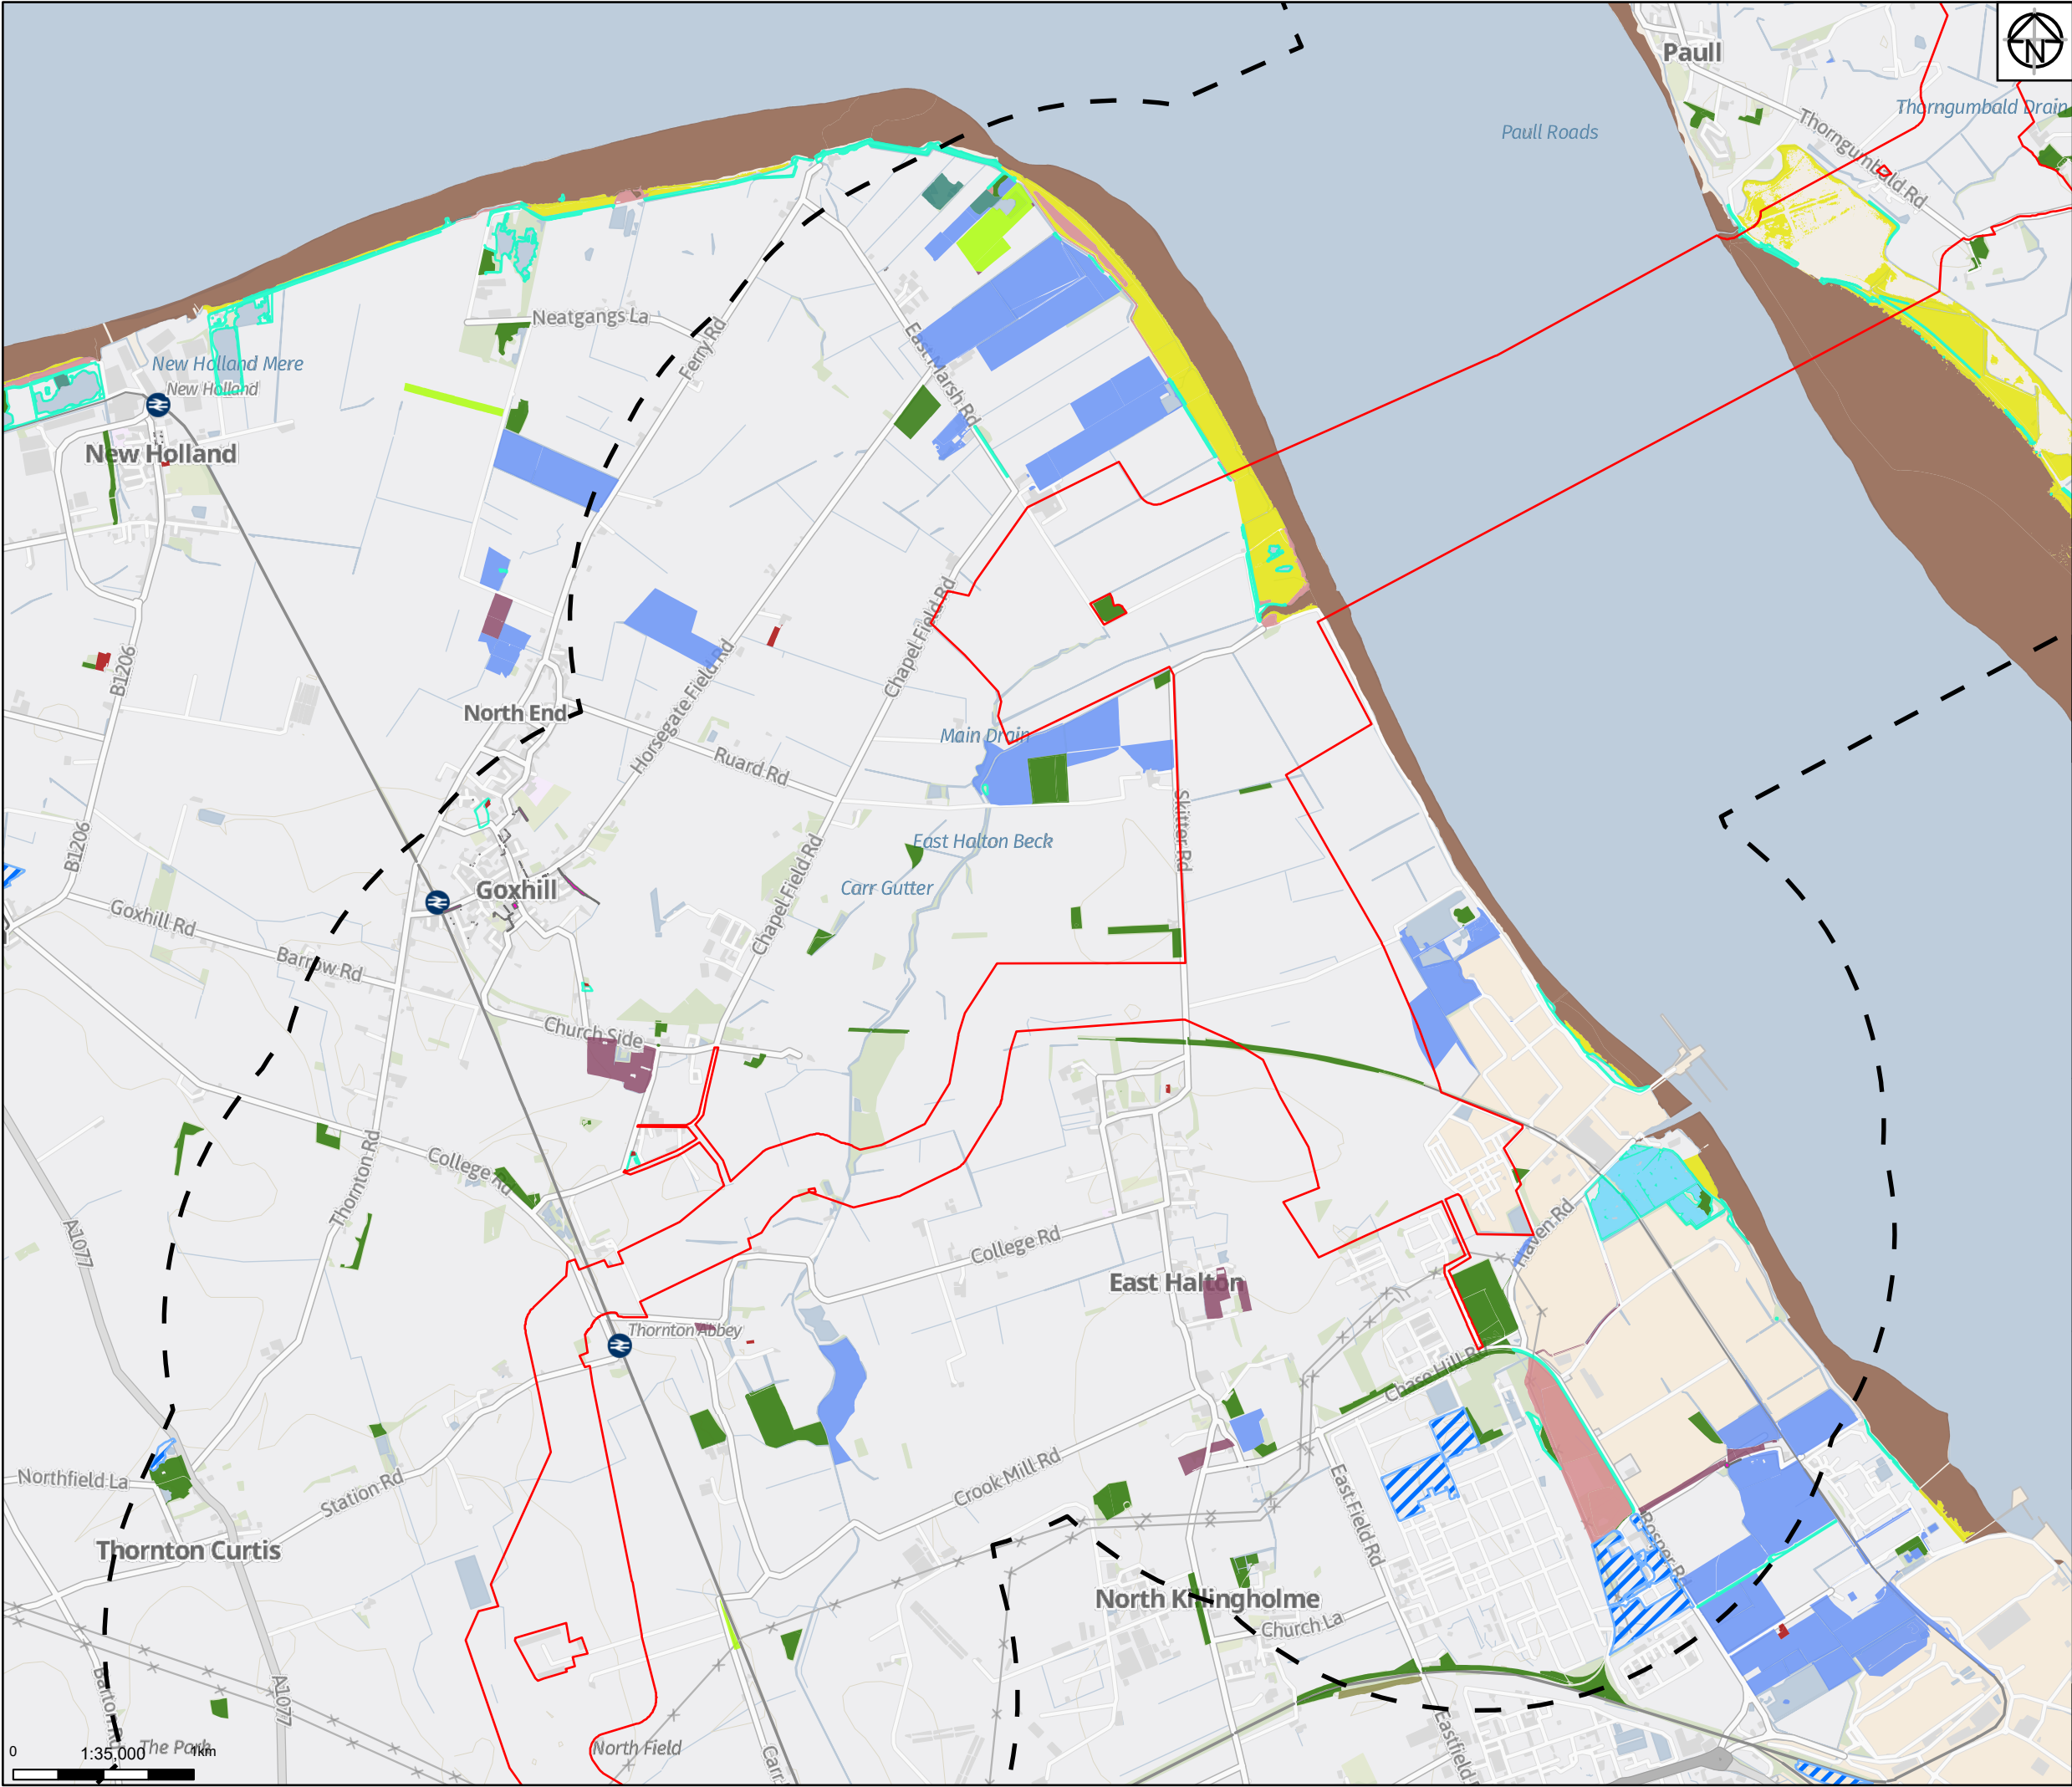 Paull
N
Thorngumbald Drain
Paull Roads
Thorngumbald Rd
Neatgangs La
Ferry Rd
East Marsh Rd
New Holland Mere
New Holland
New Holland
Chapel Field Rd
B1206
North End
Horsegate Field Rd
Ruard Rd
Main Drain
Skitter Rd
B1206
East Halton Beck
Goxhill
Carr Gutter
Chapel Field Rd
Goxhill Rd
Barrow Rd
Church Side
Thornton Rd
College Rd
A1077
College Rd
Haven Rd
East Halton
Thornton Abbey
Chase Hill Rd
Northfield La
Station Rd
Crook Mill Rd
East Field Rd
Rosper R
Thornton Curtis
North Killingholme
Church La
Barton Rd
A1077
The Park
North Field
Carr
Eastfield
0
1:35,000
1km